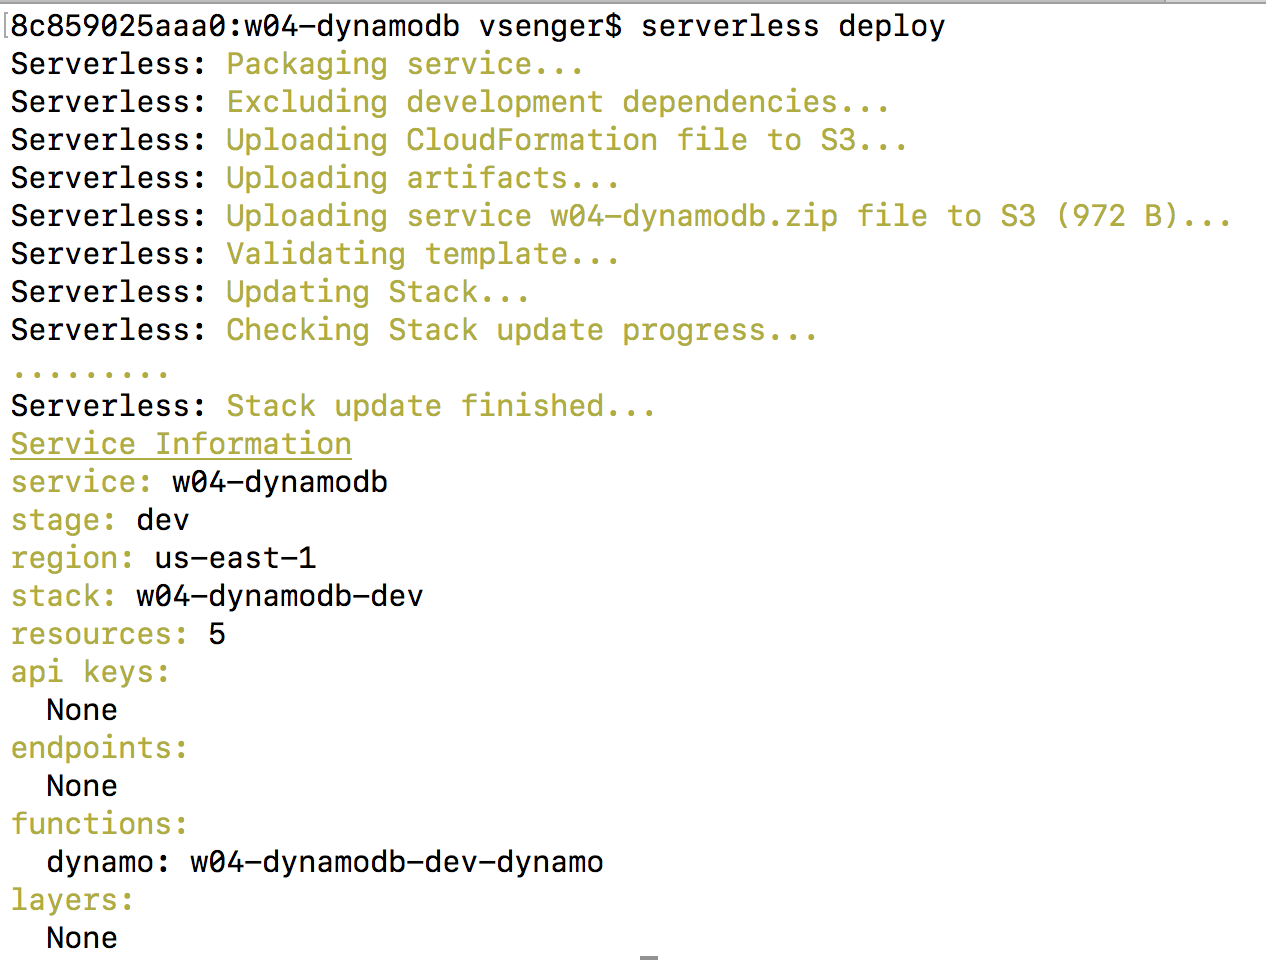 8c859025aaa0:w04-dynamodb vsenger$ serverless deploy
Serverless: Packaging service...
Serverless: Excluding development dependencies...
Serverless: Uploading CloudFormation file to S3...
Serverless: Uploading artifacts...
Serverless: Uploading service w04-dynamodb.zip file to S3 (972 B)...
Serverless: Validating template...
Serverless: Updating Stack...
Serverless: Checking Stack update progress...
.........
Serverless: Stack update finished...
Service Information
service: w04-dynamodb
stage: dev
region: us-east-1
stack: w04-dynamodb-dev
resources: 5
api keys:
  None
endpoints:
  None
functions:
  dynamo: w04-dynamodb-dev-dynamo
layers:
  None